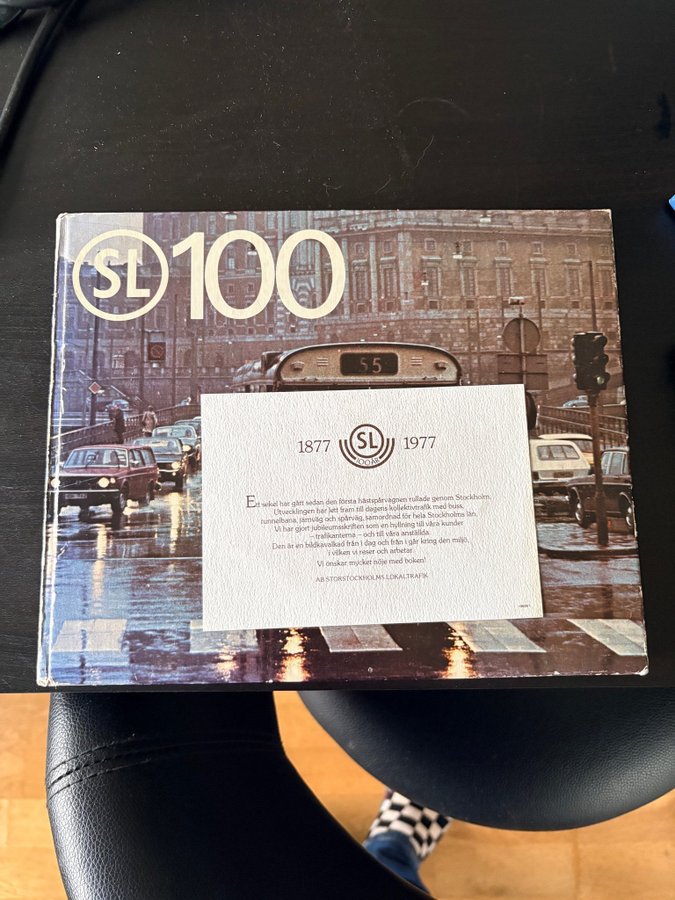 SL 100
55
1877 SL 1977
100 ÅR
Ett sekel har gått sedan den första hästspårvagnen rullade genom Stockholm.
Utvecklingen har lett fram till dagens kollektivtrafik med buss,
tunnelbana, järnväg och spårväg, samordnad för hela Stockholms län.
Vi har gjort jubileumsskriften som en hyllning till våra kunder
– trafikanterna – och till våra anställda.
Den är en bildkavalkad från i dag och från i går kring den miljö,
i vilken vi reser och arbetar.
Vi önskar mycket nöje med boken!
AB STORSTOCKHOLMS LOKALTRAFIK